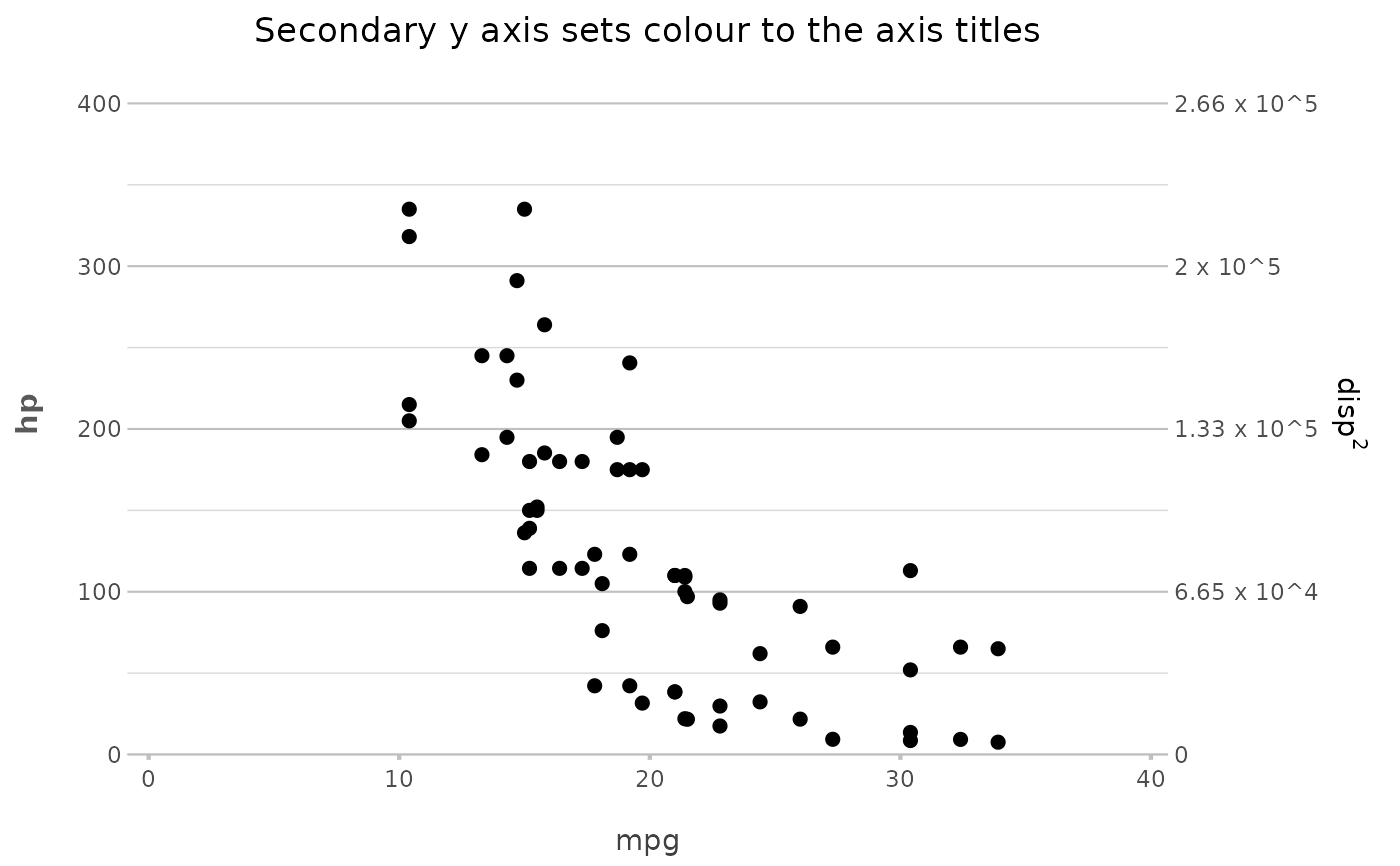 Secondary y axis sets colour to the axis titles
400
2.66 x 10^5
300
2 x 10^5
hp
disp²
200
1.33 x 10^5
100
6.65 x 10^4
0
0
0 10 20 30 40
mpg